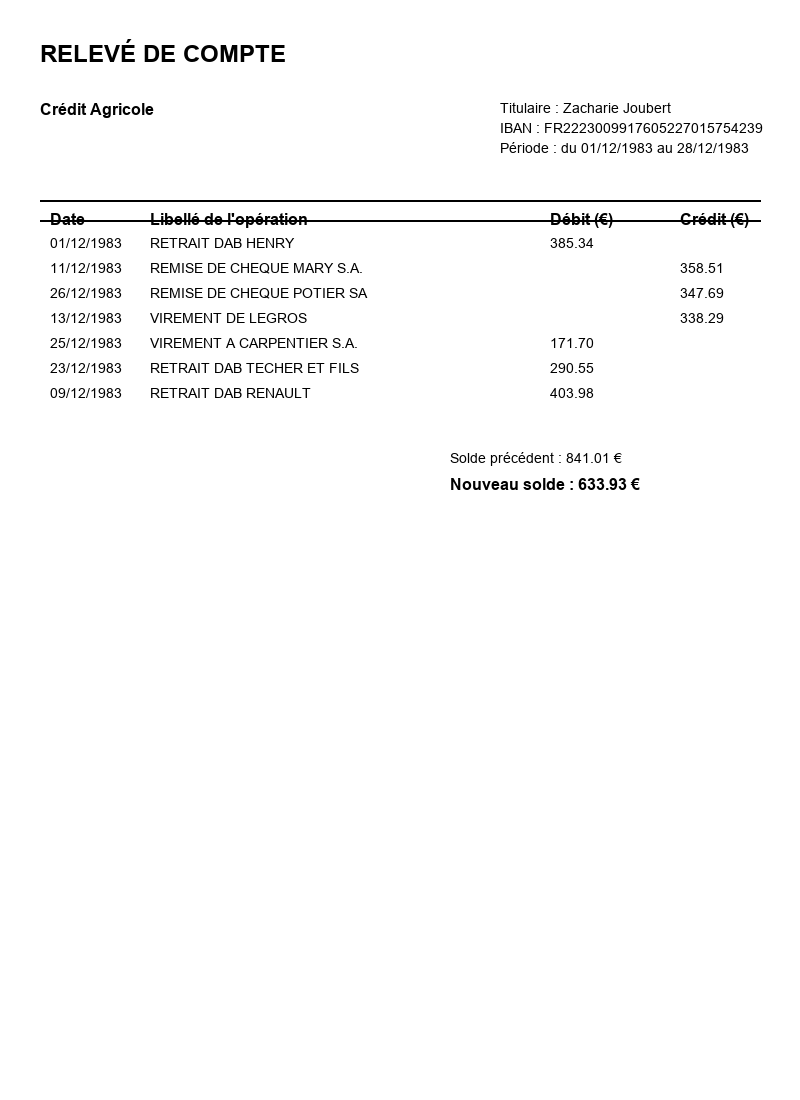 RELEVÉ DE COMPTE
Crédit Agricole
Titulaire : Zacharie Joubert
IBAN : FR2223009917605227015754239
Période : du 01/12/1983 au 28/12/1983
Date Libellé de l'opération Débit (€) Crédit (€)
01/12/1983 RETRAIT DAB HENRY 385.34
11/12/1983 REMISE DE CHEQUE MARY S.A. 358.51
26/12/1983 REMISE DE CHEQUE POTIER SA 347.69
13/12/1983 VIREMENT DE LEGROS 338.29
25/12/1983 VIREMENT A CARPENTIER S.A. 171.70
23/12/1983 RETRAIT DAB TECHER ET FILS 290.55
09/12/1983 RETRAIT DAB RENAULT 403.98
Solde précédent : 841.01 €
Nouveau solde : 633.93 €